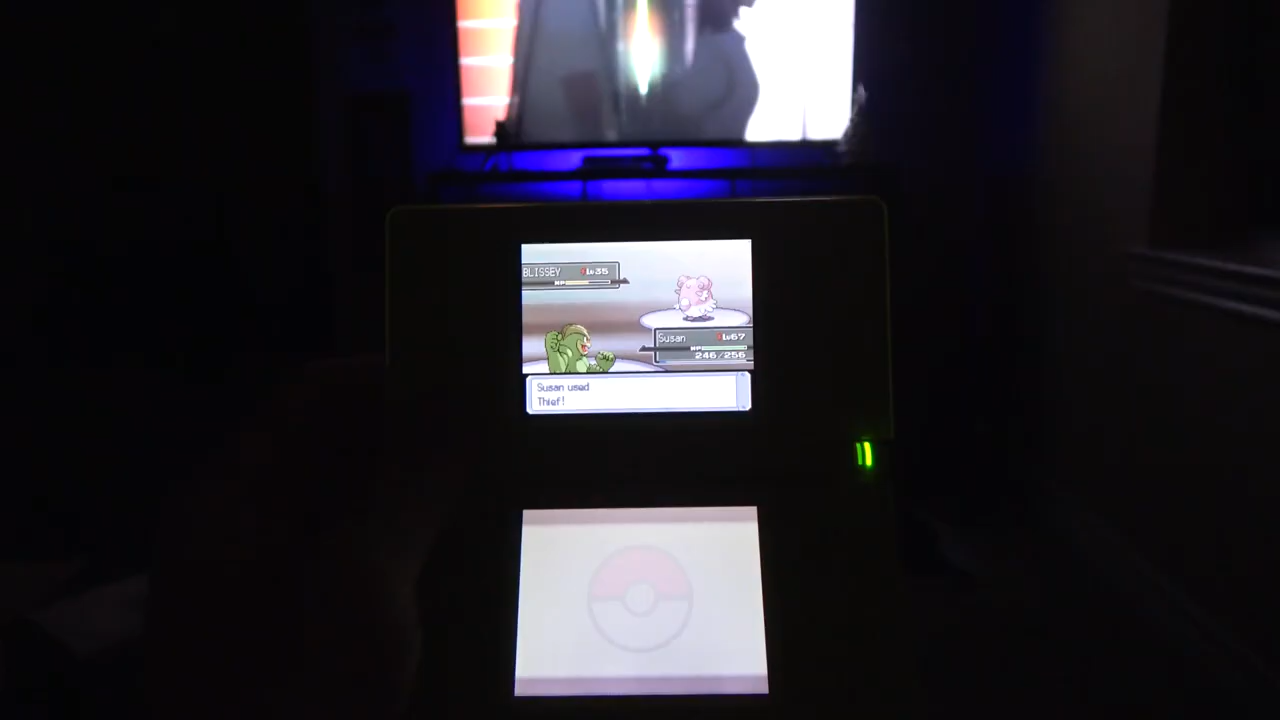 BLISSEY ♀Lv35
HP
Susan ♀Lv67
HP
246/256
Susan used
Thief!